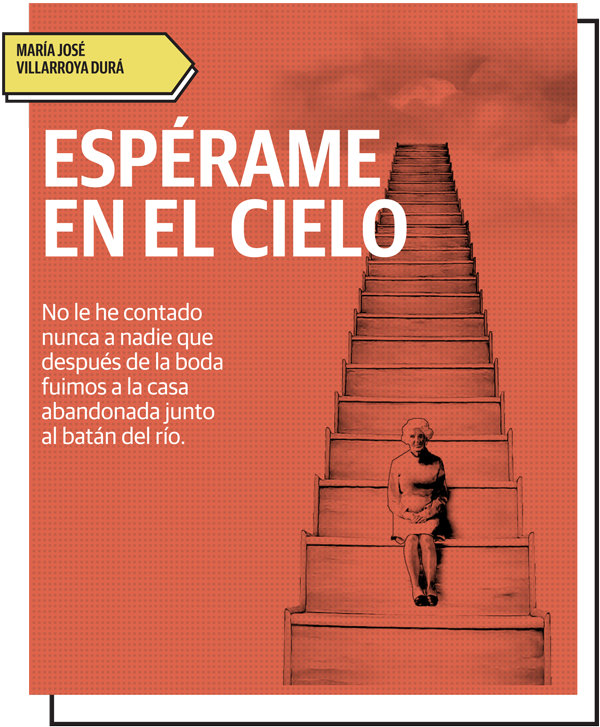 MARÍA JOSÉ
VILLARROYA DURÁ
ESPÉRAME
EN EL CIELO
No le he contado
nunca a nadie que
después de la boda
fuimos a la casa
abandonada junto
al batán del río.